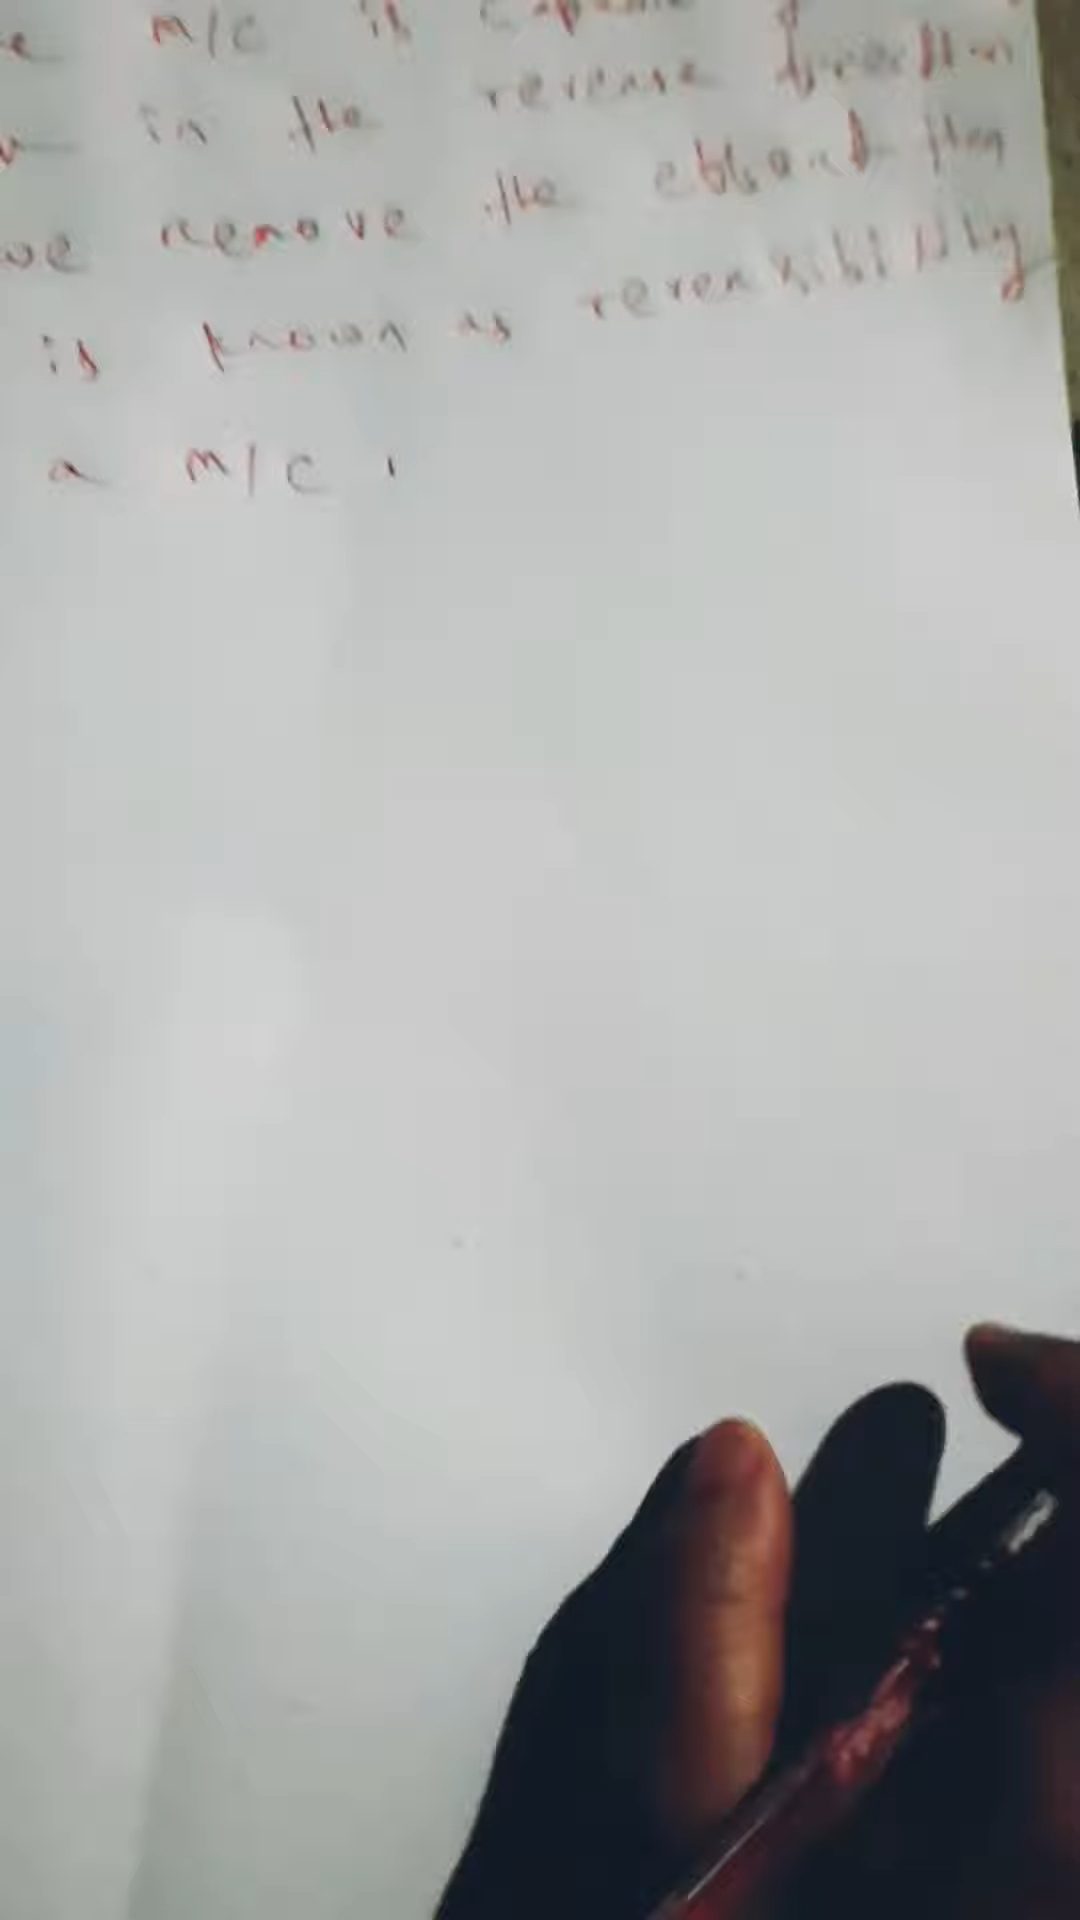 m/c is
in the reverse direction
we remove the effort then
is known as reversibility
a m/c .